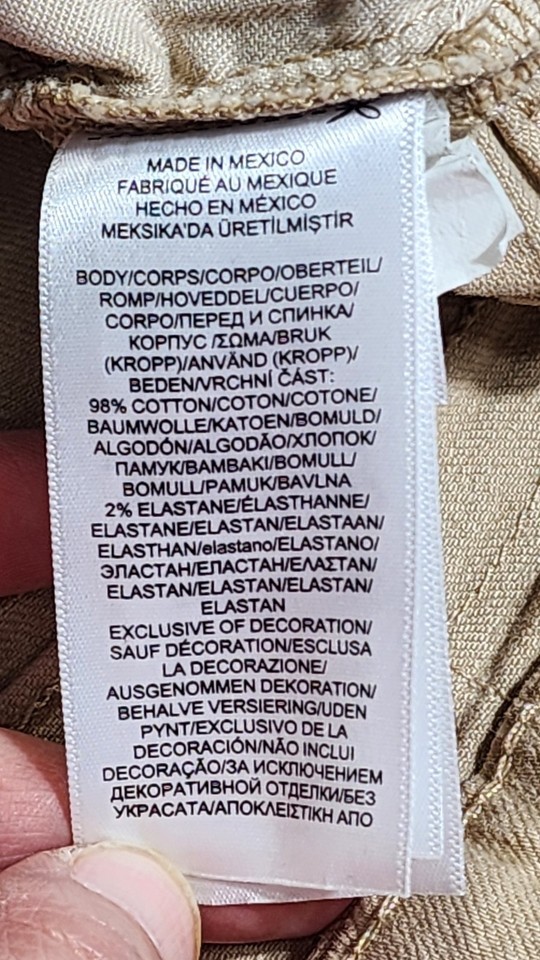 MADE IN MEXICO
FABRIQUÉ AU MEXIQUE
HECHO EN MÉXICO
MEKSIKA'DA ÜRETİLMİŞTİR
BODY/CORPS/CORPO/OBERTEIL/
ROMP/HOVEDDEL/CUERPO/
CORPO/ПЕРЕД И СПИНКА/
КОРПУС /ΣΩΜΑ/BRUK
(KROPP)/ANVÄND (KROPP)/
BEDEN/VRCHNÍ ČÁST:
98% COTTON/COTON/COTONE/
BAUMWOLLE/KATOEN/BOMULD/
ALGODÓN/ALGODÃO/ХЛОПОК/
ПАМУК/ΒΑΜΒΑΚΙ/BOMULL/
BOMULL/PAMUK/BAVLNA
2% ELASTANE/ÉLASTHANNE/
ELASTANE/ELASTAN/ELASTAAN/
ELASTHAN/elastano/ELASTANO/
ЭЛАСТАН/ЕЛАСТАН/ΕΛΑΣΤΑΝ/
ELASTAN/ELASTAN/ELASTAN/
ELASTAN
EXCLUSIVE OF DECORATION/
SAUF DÉCORATION/ESCLUSA
LA DECORAZIONE/
AUSGENOMMEN DEKORATION/
BEHALVE VERSIERING/UDEN
PYNT/EXCLUSIVO DE LA
DECORACIÓN/NÃO INCLUI
DECORAÇÃO/ЗА ИСКЛЮЧЕНИЕМ
ДЕКОРАТИВНОЙ ОТДЕЛКИ/БЕЗ
УКРАСАТА/ΑΠΟΚΛΕΙΣΤΙΚΗ ΑΠΟ